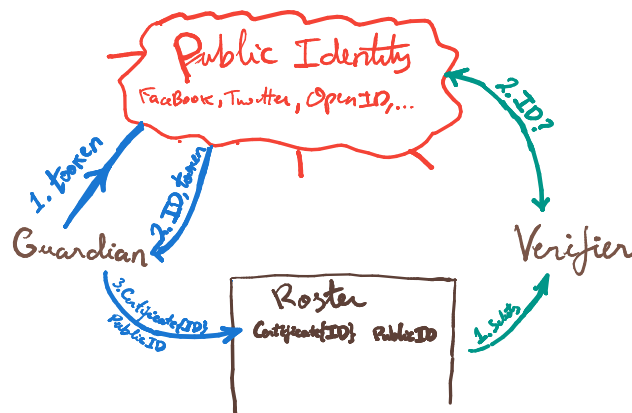 Public Identity
FaceBook, Twitter, OpenID,...
1. token
2. ID, token
2. ID?
Guardian
Verifier
3. Certificate{ID}
PublicID
Roster
Certificate{ID} PublicID
1.